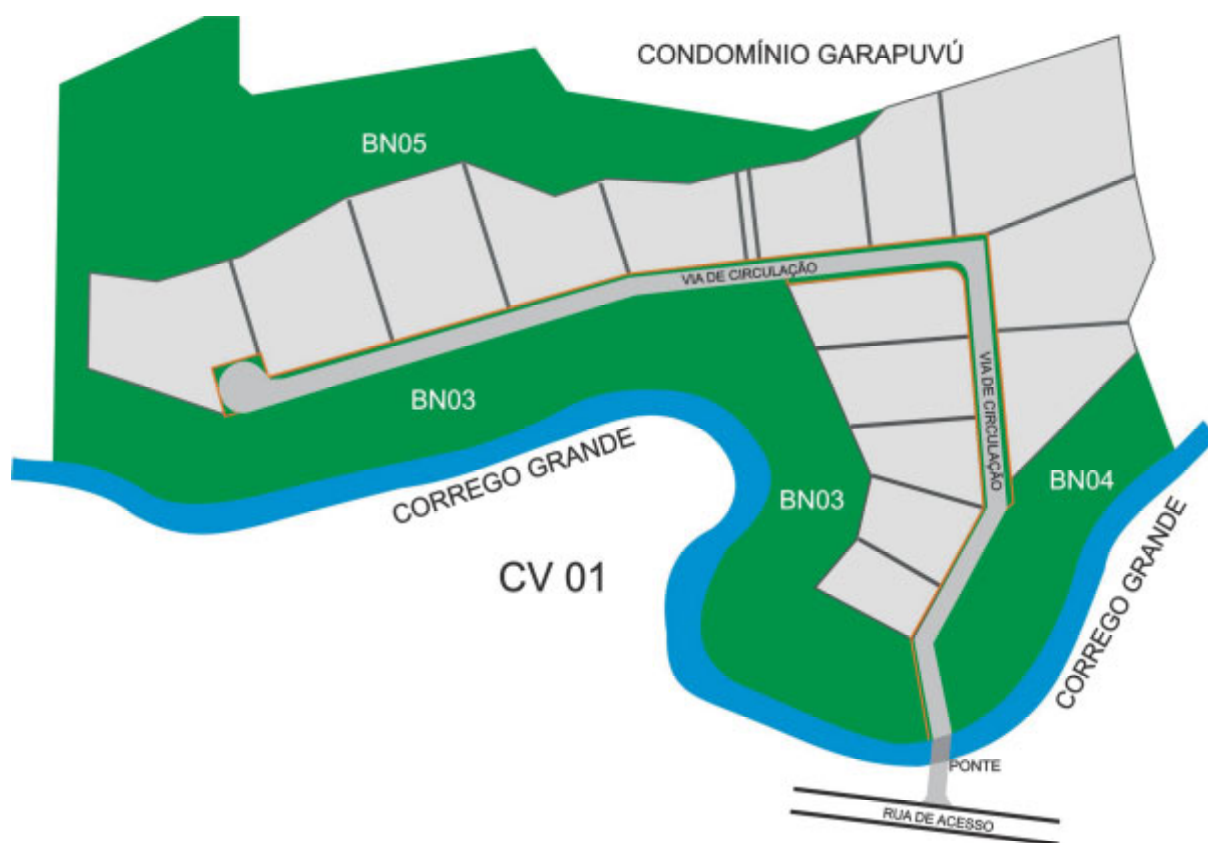 CONDOMÍNIO GARAPUVÚ
BN05
VIA DE CIRCULAÇÃO
VIA DE CIRCULAÇÃO
BN03
CORREGO GRANDE
BN03
BN04
CV 01
CORREGO GRANDE
PONTE
RUA DE ACESSO